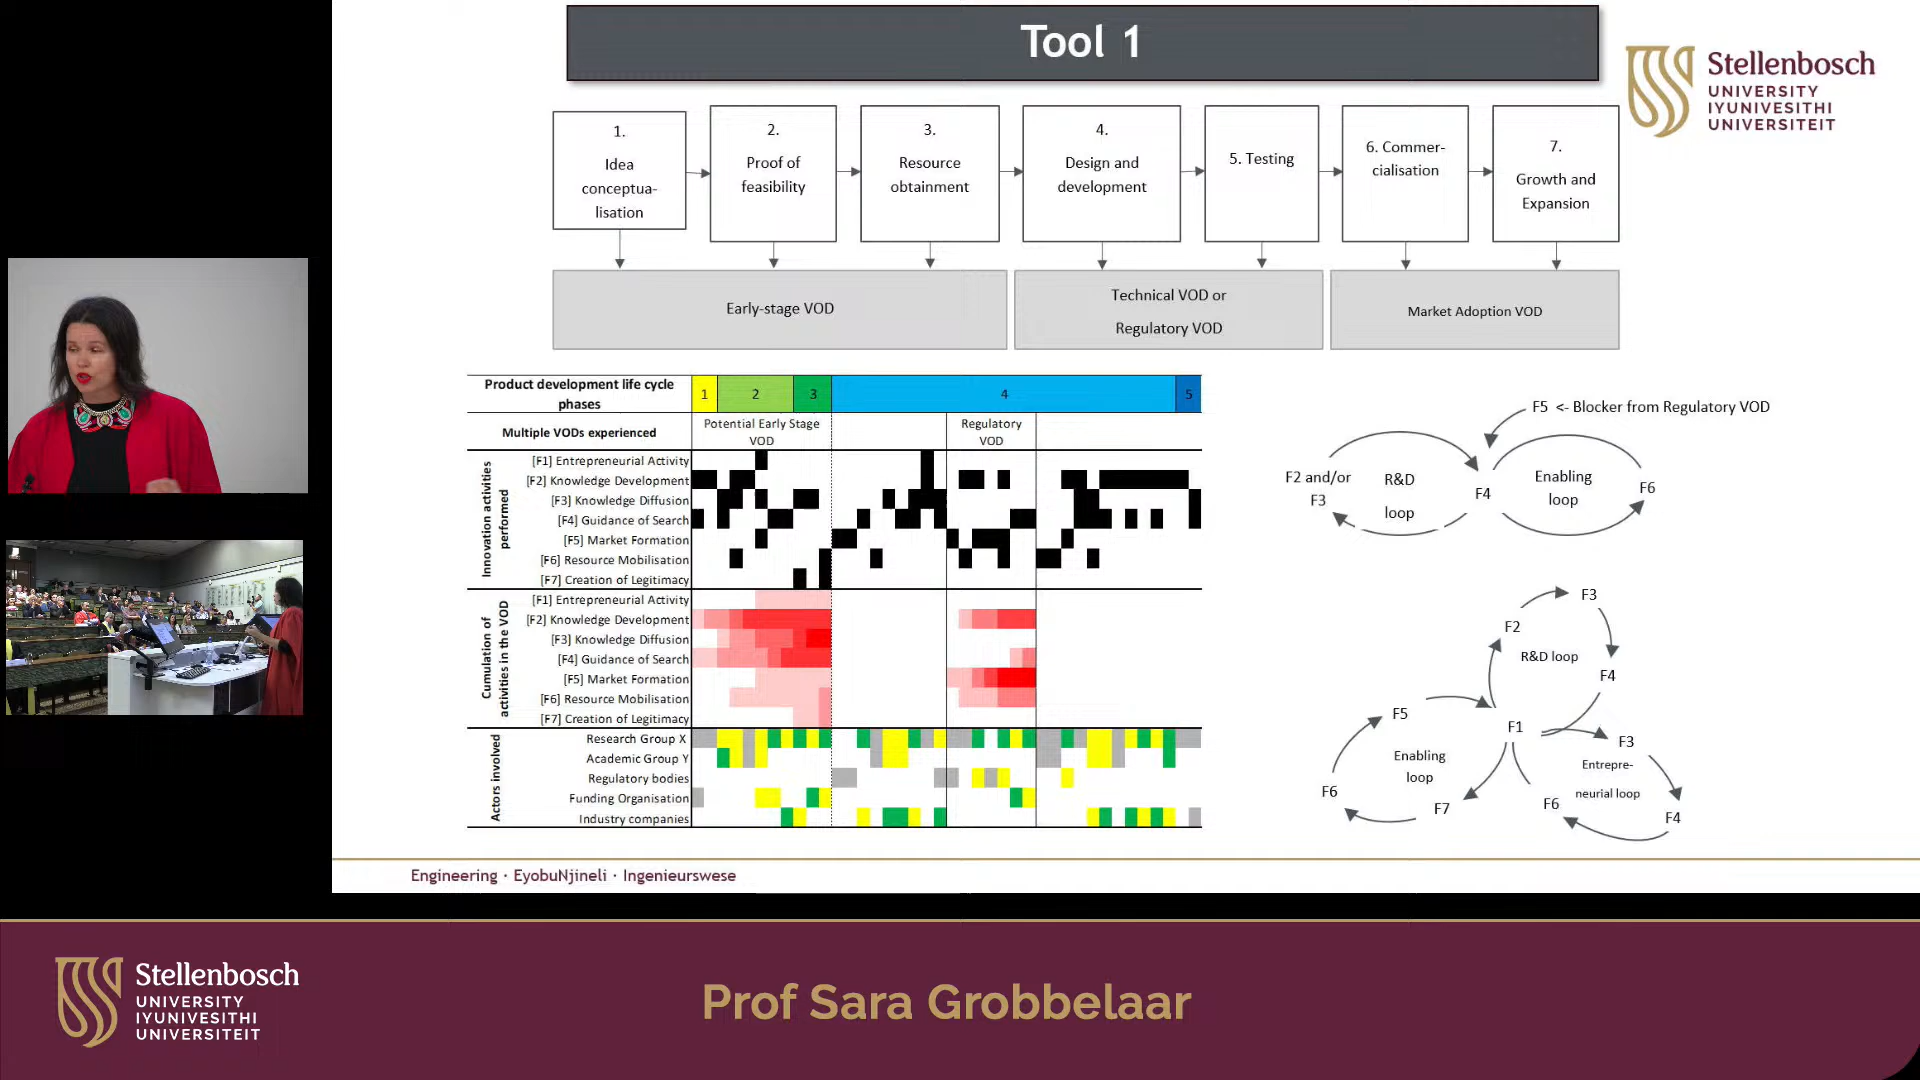 Tool 1
Stellenbosch
UNIVERSITY
IYUNIVESITHI
UNIVERSITEIT
1.
Idea
conceptua-
lisation
2.
Proof of
feasibility
3.
Resource
obtainment
4.
Design and
development
5. Testing
6. Commer-
cialisation
7.
Growth and
Expansion
Early-stage VOD
Technical VOD or
Regulatory VOD
Market Adoption VOD
Product development life cycle
phases
1
2
3
4
5
Multiple VODs experienced
Potential Early Stage
VOD
Regulatory
VOD
Innovation activities
performed
[F1] Entrepreneurial Activity
[F2] Knowledge Development
[F3] Knowledge Diffusion
[F4] Guidance of Search
[F5] Market Formation
[F6] Resource Mobilisation
[F7] Creation of Legitimacy
Cumulation of
activities in the VOD
[F1] Entrepreneurial Activity
[F2] Knowledge Development
[F3] Knowledge Diffusion
[F4] Guidance of Search
[F5] Market Formation
[F6] Resource Mobilisation
[F7] Creation of Legitimacy
Actors involved
Research Group X
Academic Group Y
Regulatory bodies
Funding Organisation
Industry companies
F5 <- Blocker from Regulatory VOD
F2 and/or
F3
R&D
loop
F4
Enabling
loop
F6
F3
F2
R&D loop
F4
F5
F1
F3
Enabling
loop
Entrepre-
neurial loop
F6
F7
F6
F4
Engineering · EyobuNjineli · Ingenieurswese
Stellenbosch
UNIVERSITY
IYUNIVESITHI
UNIVERSITEIT
Prof Sara Grobbelaar